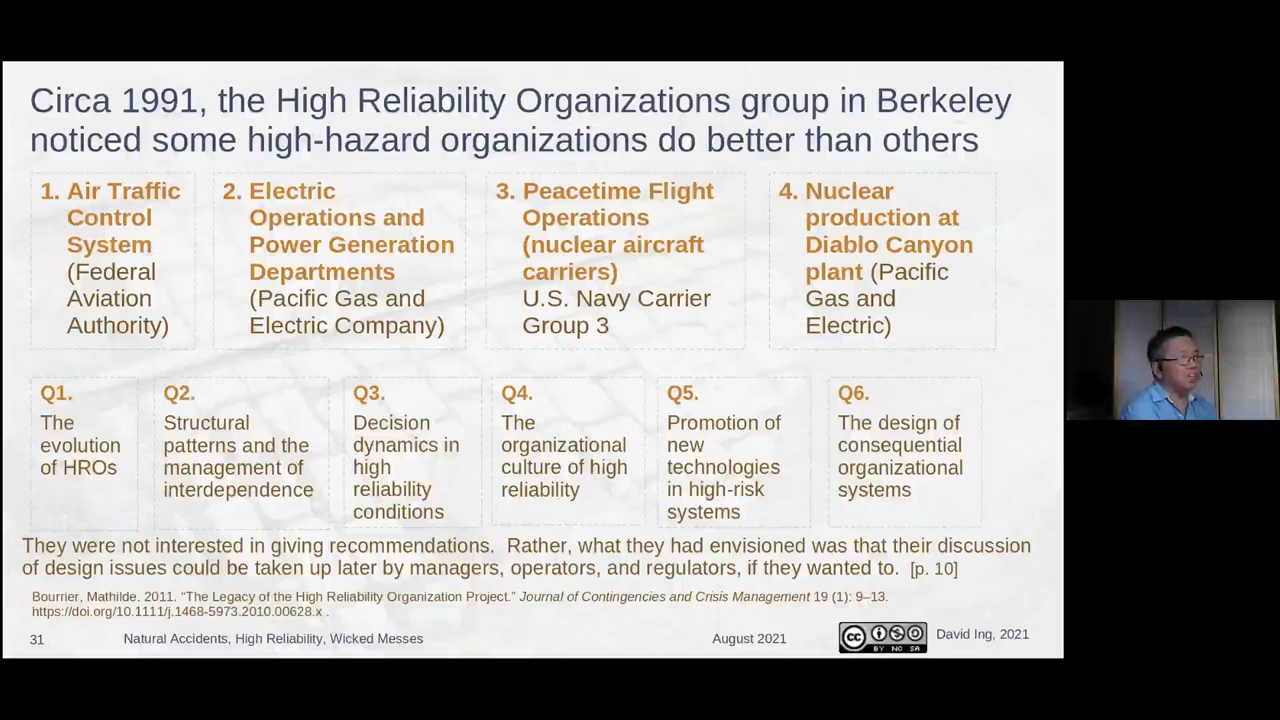 Circa 1991, the High Reliability Organizations group in Berkeley
noticed some high-hazard organizations do better than others
1. Air Traffic
Control
System
(Federal
Aviation
Authority)
2. Electric
Operations and
Power Generation
Departments
(Pacific Gas and
Electric Company)
3. Peacetime Flight
Operations
(nuclear aircraft
carriers)
U.S. Navy Carrier
Group 3
4. Nuclear
production at
Diablo Canyon
plant (Pacific
Gas and
Electric)
Q1.
The
evolution
of HROs
Q2.
Structural
patterns and the
management of
interdependence
Q3.
Decision
dynamics in
high
reliability
conditions
Q4.
The
organizational
culture of high
reliability
Q5.
Promotion of
new
technologies
in high-risk
systems
Q6.
The design of
consequential
organizational
systems
They were not interested in giving recommendations. Rather, what they had envisioned was that their discussion
of design issues could be taken up later by managers, operators, and regulators, if they wanted to. [p. 10]
Bourrier, Mathilde. 2011. “The Legacy of the High Reliability Organization Project.” Journal of Contingencies and Crisis Management 19 (1): 9–13.
https://doi.org/10.1111/j.1468-5973.2010.00628.x .
31 Natural Accidents, High Reliability, Wicked Messes August 2021 David Ing, 2021
cc
BY NC SA